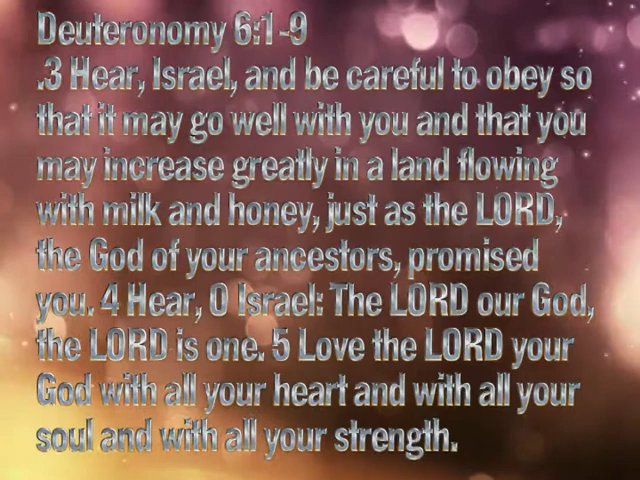 Deuteronomy 6:1-9
.3 Hear, Israel, and be careful to obey so
that it may go well with you and that you
may increase greatly in a land flowing
with milk and honey, just as the LORD,
the God of your ancestors, promised
you. 4 Hear, O Israel: The LORD our God,
the LORD is one. 5 Love the LORD your
God with all your heart and with all your
soul and with all your strength.